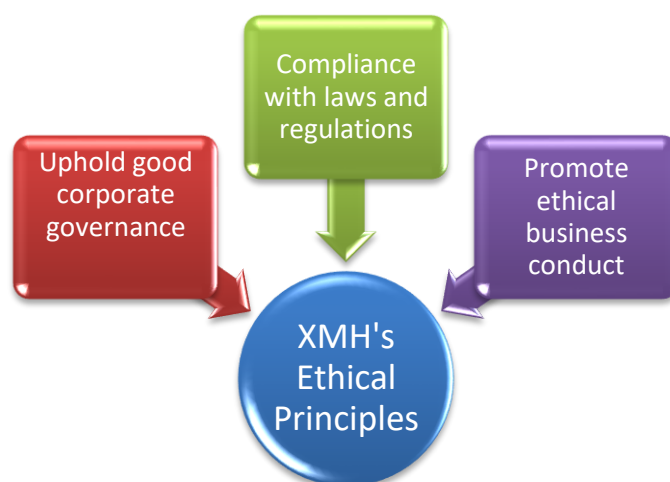 Uphold good
corporate
governance
Compliance
with laws and
regulations
Promote
ethical
business
conduct
XMH's
Ethical
Principles